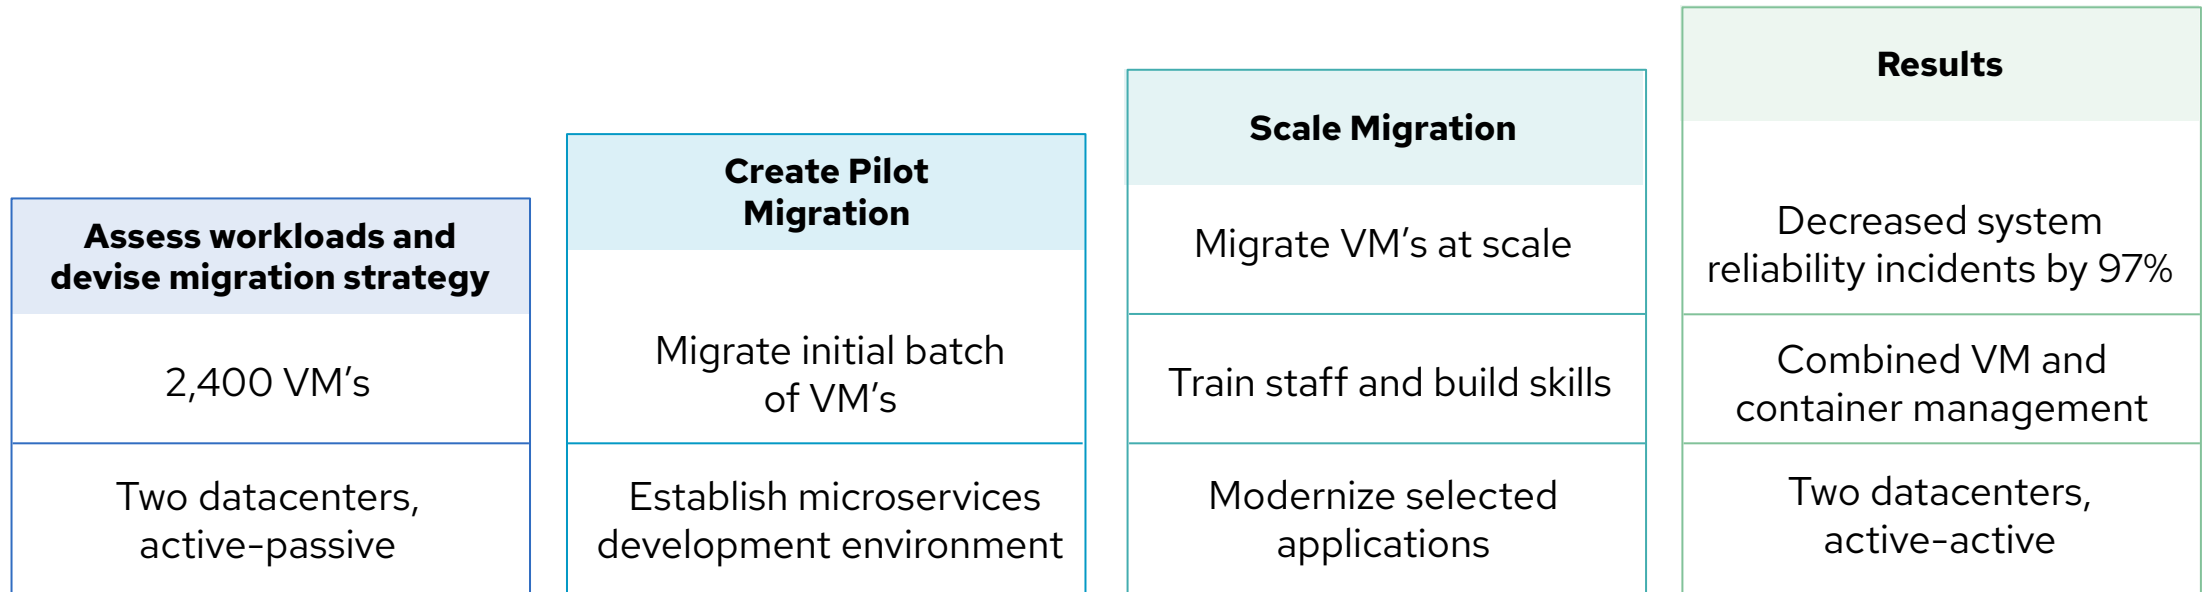 Assess workloads and
devise migration strategy
2,400 VM’s
Two datacenters,
active-passive
Create Pilot
Migration
Migrate initial batch
of VM’s
Establish microservices
development environment
Scale Migration
Migrate VM’s at scale
Train staff and build skills
Modernize selected
applications
Results
Decreased system
reliability incidents by 97%
Combined VM and
container management
Two datacenters,
active-active